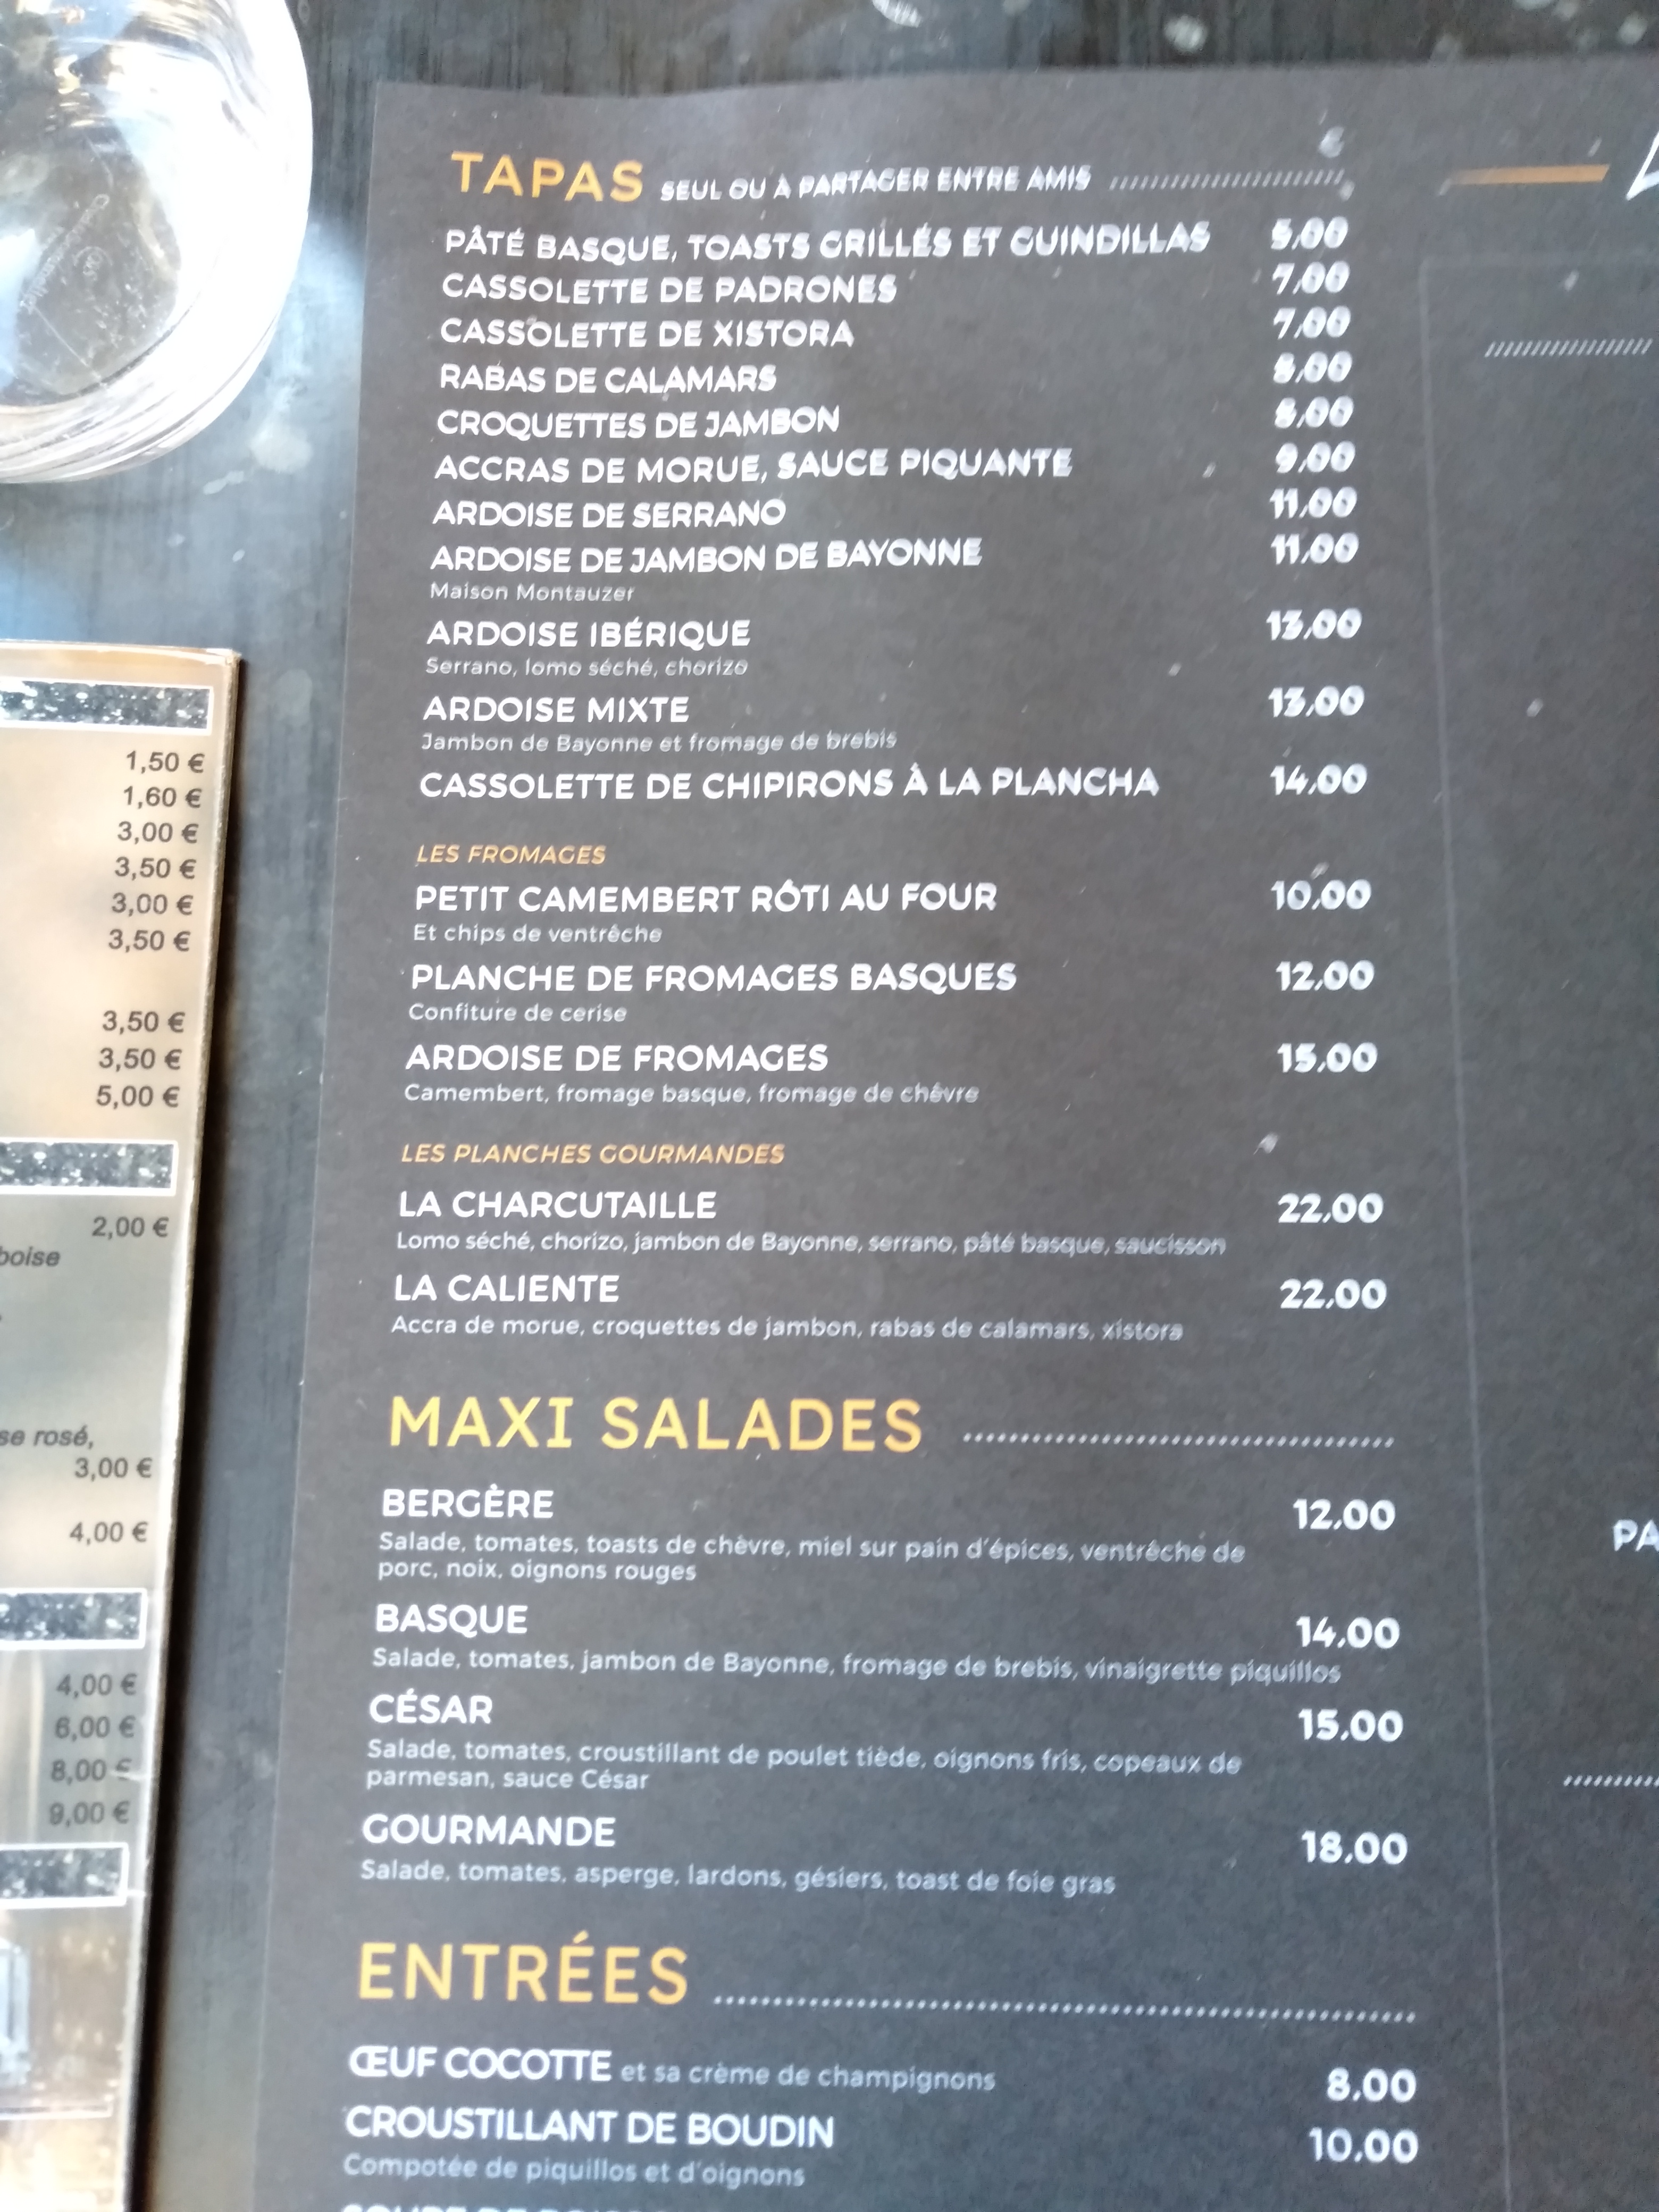 €
TAPAS SEUL OU À PARTAGER ENTRE AMIS
PÂTÉ BASQUE, TOASTS GRILLÉS ET GUINDILLAS
CASSOLETTE DE PADRONES 7,00
CASSOLETTE DE XISTORA 7,00
RABAS DE CALAMARS 8,00
CROQUETTES DE JAMBON 8,00
ACCRAS DE MORUE, SAUCE PIQUANTE 9,00
ARDOISE DE SERRANO 11,00
ARDOISE DE JAMBON DE BAYONNE 11,00
Maison Montauzer
ARDOISE IBÉRIQUE 13,00
Serrano, lomo séché, chorizo
ARDOISE MIXTE 13,00
Jambon de Bayonne et fromage de brebis
CASSOLETTE DE CHIPIRONS À LA PLANCHA 14,00
LES FROMAGES
PETIT CAMEMBERT RÔTI AU FOUR 10,00
Et chips de ventrêche
PLANCHE DE FROMAGES BASQUES 12,00
Confiture de cerise
ARDOISE DE FROMAGES 15,00
Camembert, fromage basque, fromage de chêvre
LES PLANCHES GOURMANDES
LA CHARCUTAILLE 22,00
Lomo séché, chorizo, jambon de Bayonne, serrano, pâté basque, saucisson
LA CALIENTE 22,00
Accra de morue, croquettes de jambon, rabas de calamars, xistora
MAXI SALADES
BERGÈRE 12,00
Salade, tomates, toasts de chèvre, miel sur pain d'épices, ventrêche de
porc, noix, oignons rouges
BASQUE 14,00
Salade, tomates, jambon de Bayonne, fromage de brebis, vinaigrette piquillos
CÉSAR 15,00
Salade, tomates, croustillant de poulet tiède, oignons fris, copeaux de
parmesan, sauce César
GOURMANDE 18,00
Salade, tomates, asperge, lardons, gésiers, toast de foie gras
ENTRÉES
ŒUF COCOTTE et sa crème de champignons 8,00
CROUSTILLANT DE BOUDIN 10,00
Compotée de piquillos et d'oignons
1,50 €
1,60 €
3,00 €
3,50 €
3,00 €
3,50 €
3,50 €
3,50 €
5,00 €
2,00 €
boise
se rosé,
3,00 €
4,00 €
4,00 €
6,00 €
8,00 €
9,00 €
PA